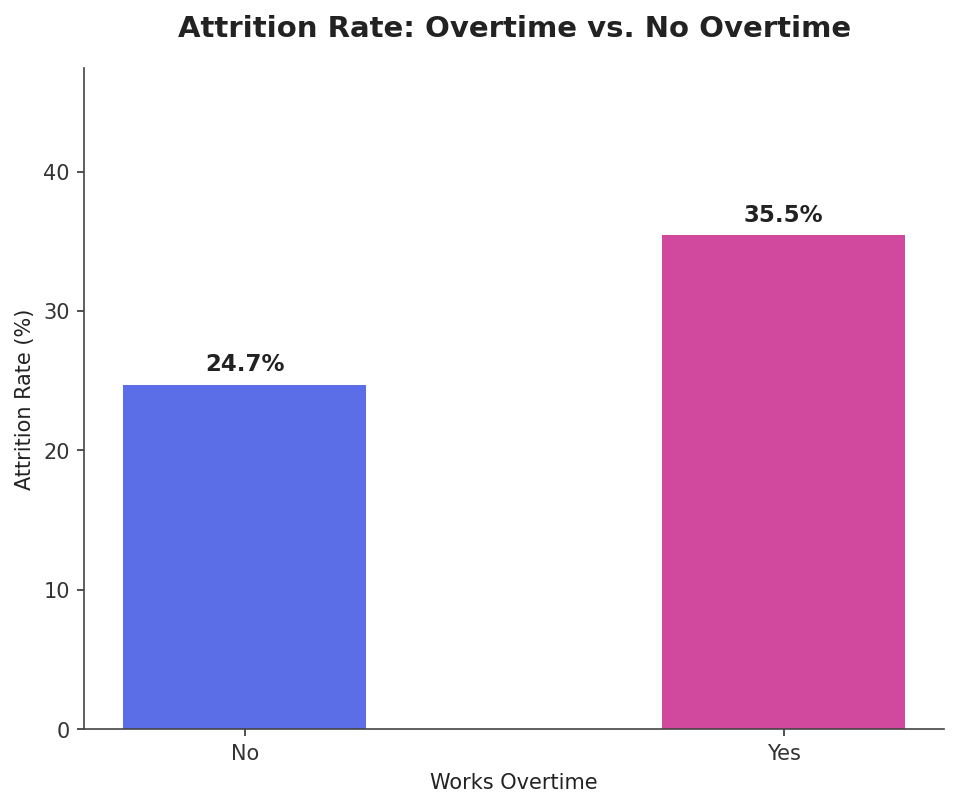 Attrition Rate: Overtime vs. No Overtime
Attrition Rate (%)
40
30
20
10
0
24.7%
35.5%
No
Yes
Works Overtime